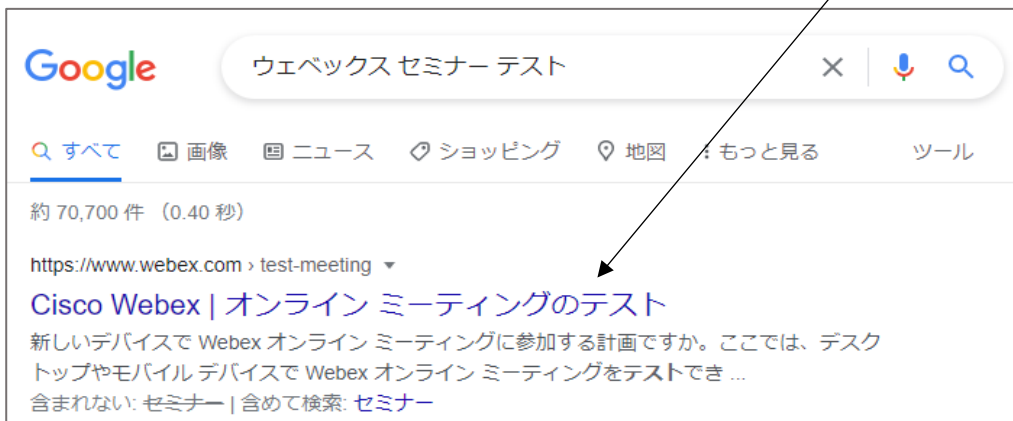 Google ウェベックス セミナー テスト
すべて 画像 ニュース ショッピング 地図 もっと見る ツール
約 70,700 件 (0.40 秒)
https://www.webex.com › test-meeting
Cisco Webex | オンライン ミーティングのテスト
新しいデバイスで Webex オンライン ミーティングに参加する計画ですか。ここでは、デスク
トップやモバイル デバイスで Webex オンライン ミーティングをテストでき ...
含まれない: セミナー | 含めて検索: セミナー